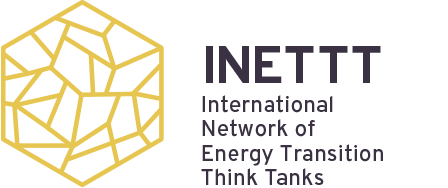 INETTT
International
Network of
Energy Transition
Think Tanks